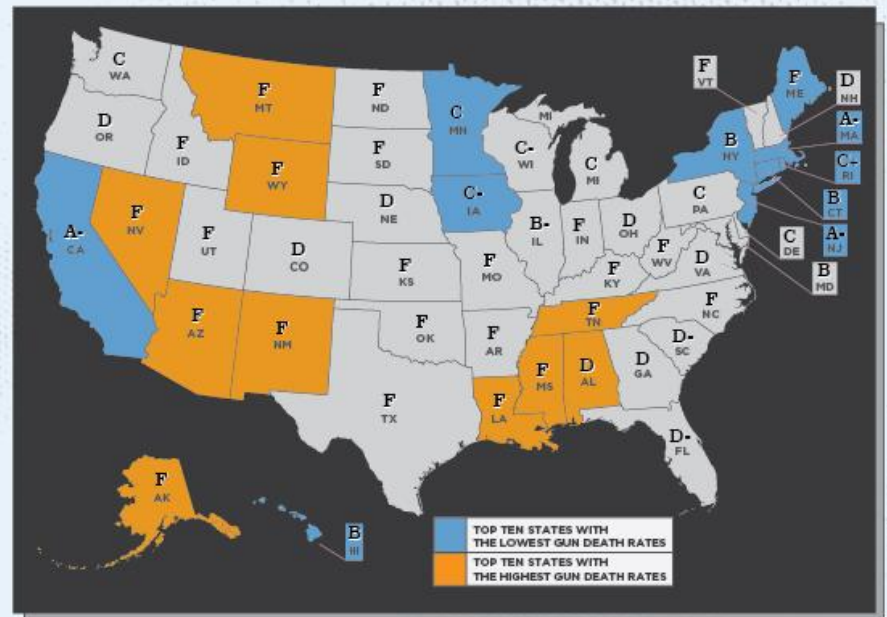 C
WA
D
OR
A-
CA
F
NV
F
ID
F
MT
F
WY
F
UT
F
AZ
D
CO
F
NM
F
ND
F
SD
D
NE
F
KS
F
OK
F
TX
C
MN
C-
IA
F
MO
F
AR
F
LA
C-
WI
B-
IL
MI
C
MI
F
IN
D
OH
F
KY
F
TN
F
MS
D
AL
D
GA
D-
FL
D-
SC
F
NC
D
VA
F
WV
C
PA
B
NY
F
VT
F
ME
D
NH
A-
MA
C+
RI
B
CT
A-
NJ
C
DE
B
MD
F
AK
B
HI
TOP TEN STATES WITH
THE LOWEST GUN DEATH RATES
TOP TEN STATES WITH
THE HIGHEST GUN DEATH RATES